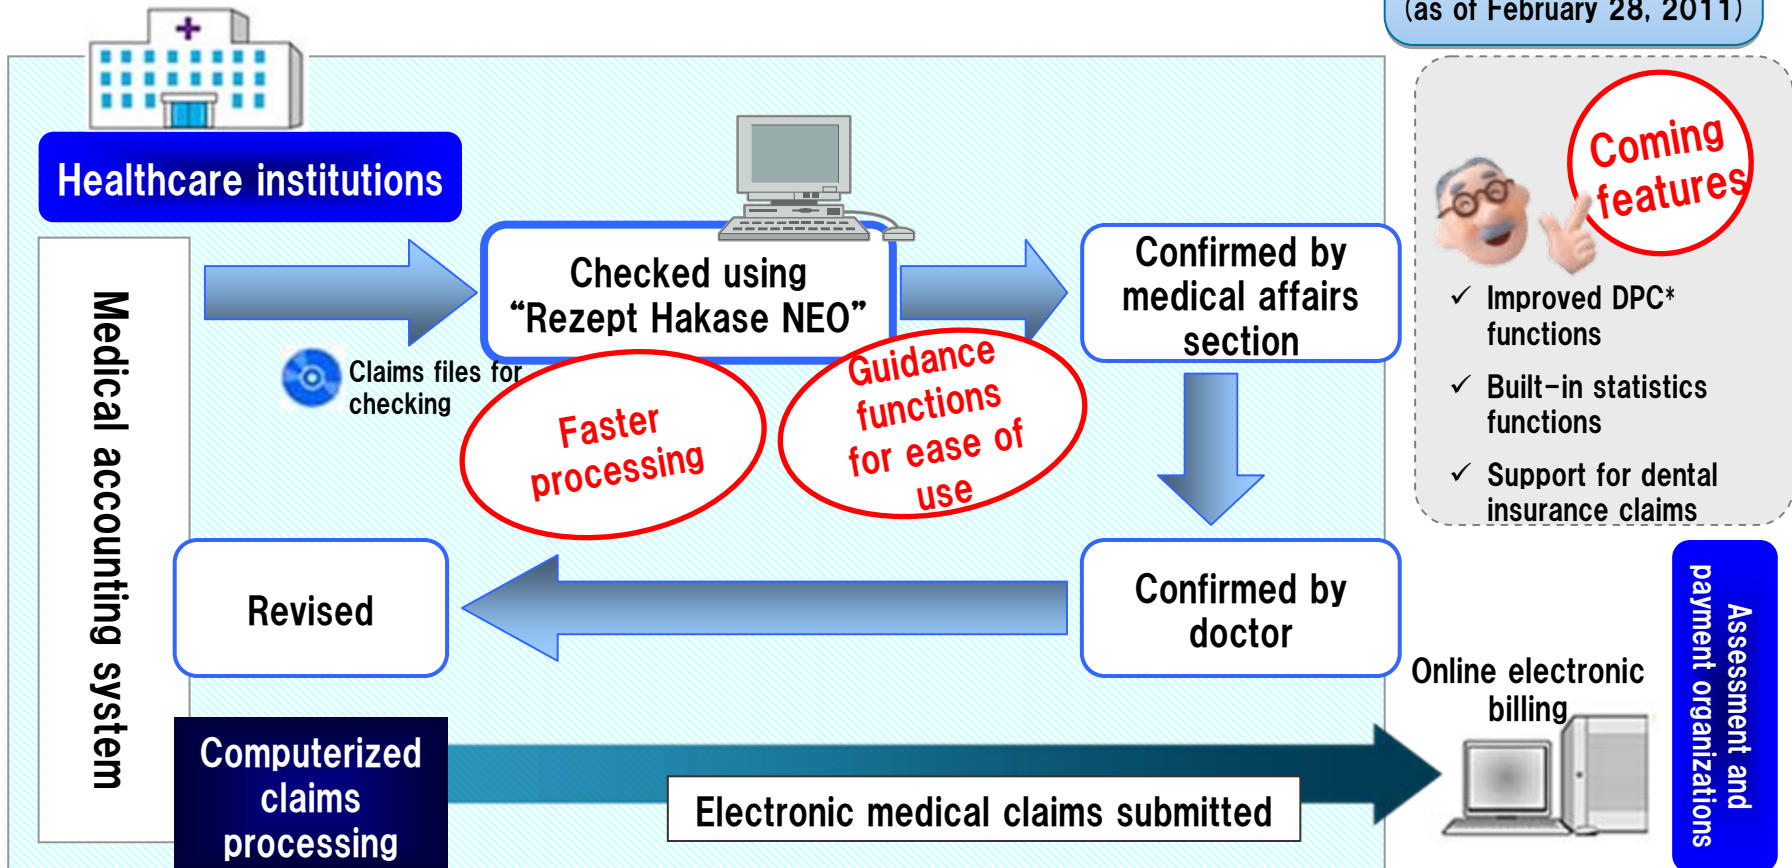 (as of February 28, 2011)
Healthcare institutions
Medical accounting system
Claims files for
checking
Checked using
“Rezept Hakase NEO”
Faster
processing
Guidance
functions
for ease of
use
Confirmed by
medical affairs
section
Confirmed by
doctor
Revised
Computerized
claims
processing
Electronic medical claims submitted
Coming
features
✓ Improved DPC*
functions
✓ Built-in statistics
functions
✓ Support for dental
insurance claims
Online electronic
billing
Assessment and
payment organizations